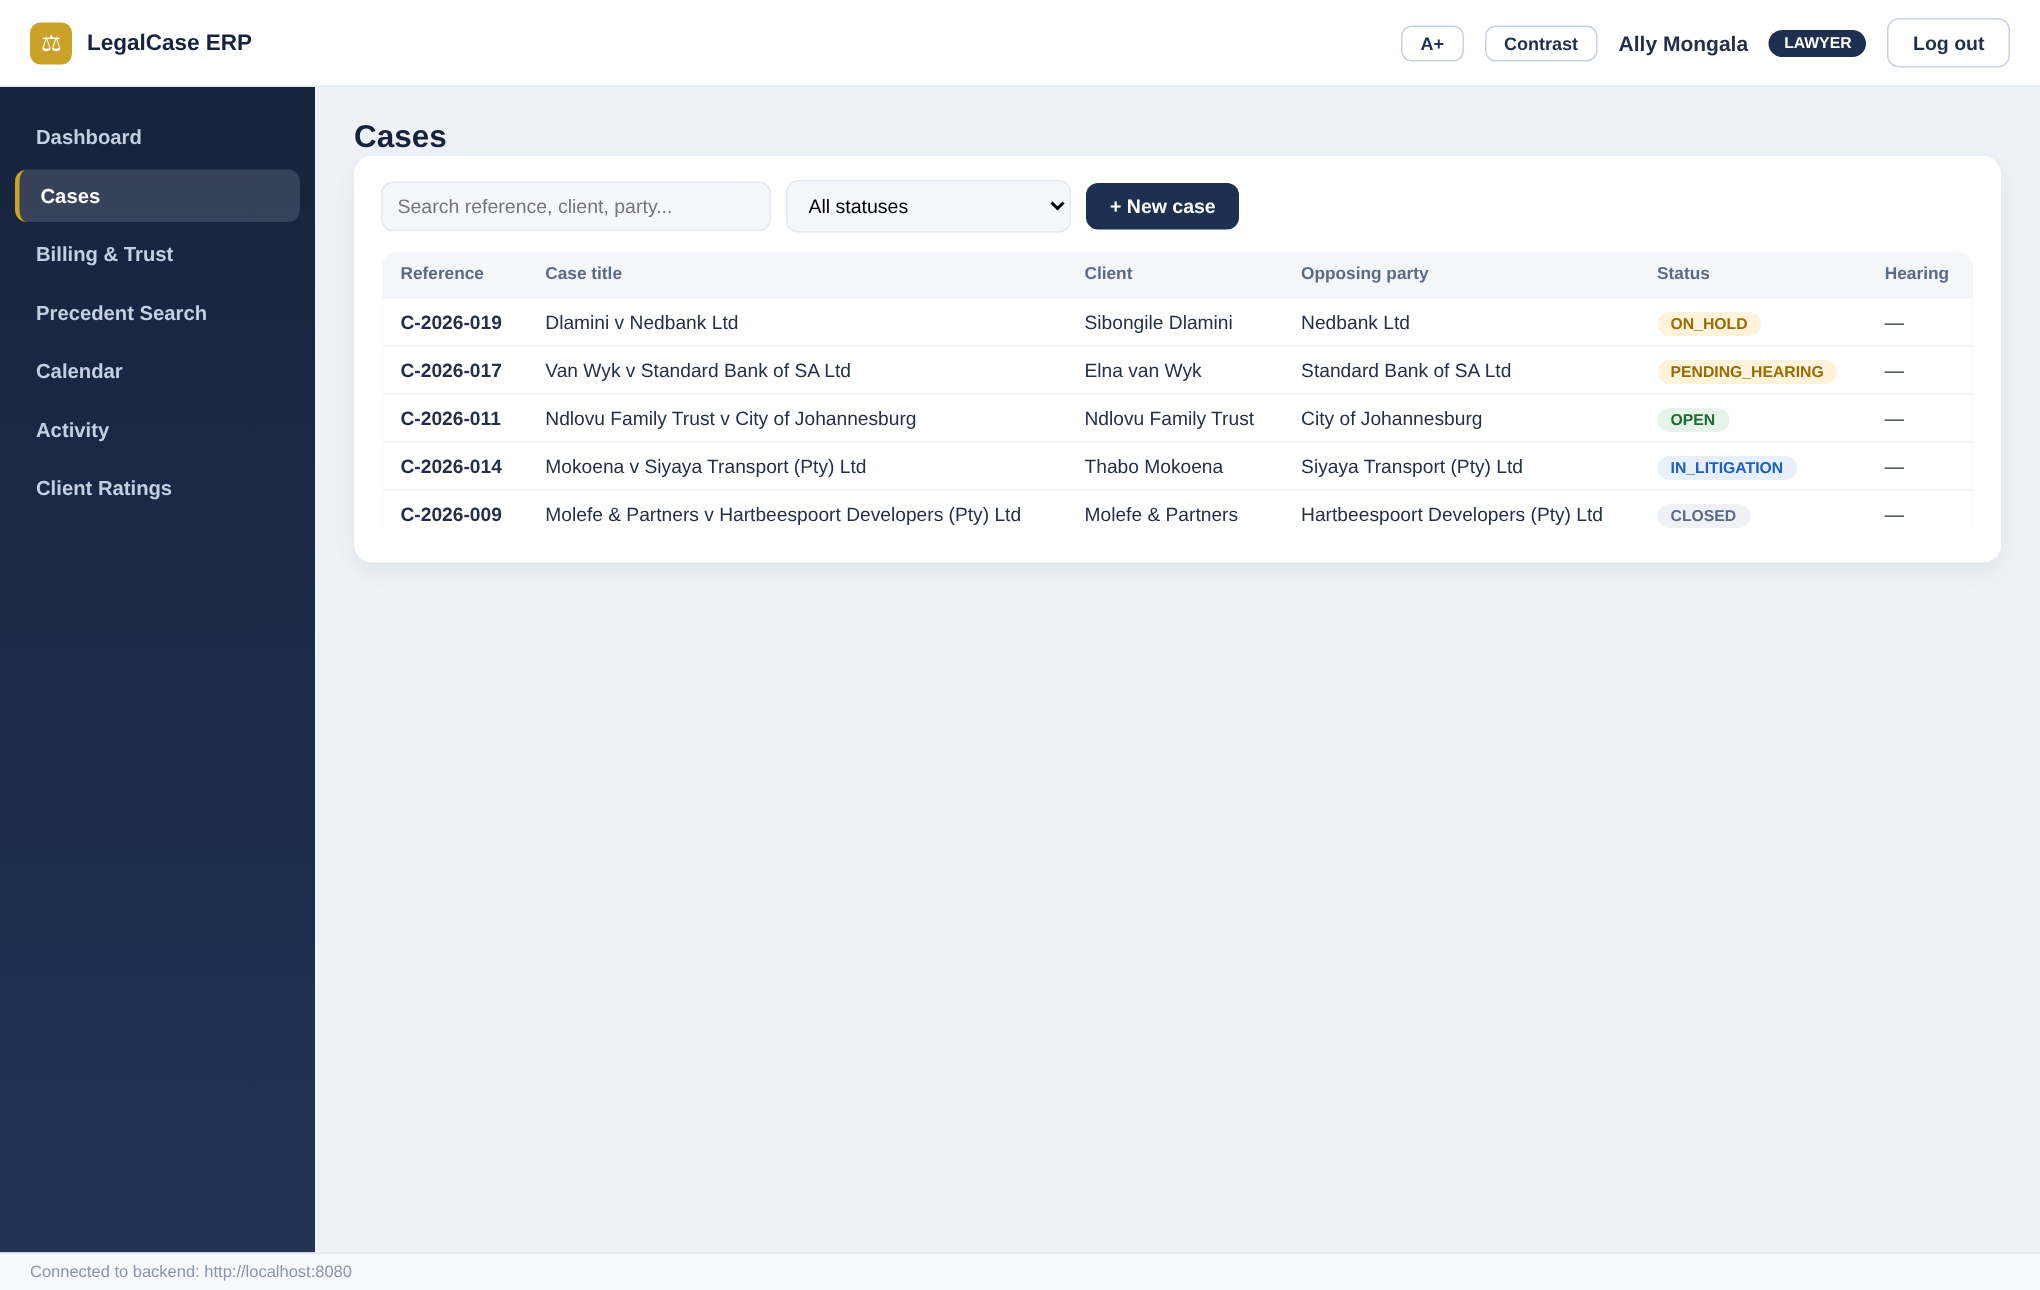 ⚖ LegalCase ERP
A+ Contrast Ally Mongala LAWYER Log out
Dashboard
Cases
Billing & Trust
Precedent Search
Calendar
Activity
Client Ratings
Cases
Search reference, client, party... All statuses + New case
Reference Case title Client Opposing party Status Hearing
C-2026-019 Dlamini v Nedbank Ltd Sibongile Dlamini Nedbank Ltd ON_HOLD —
C-2026-017 Van Wyk v Standard Bank of SA Ltd Elna van Wyk Standard Bank of SA Ltd PENDING_HEARING —
C-2026-011 Ndlovu Family Trust v City of Johannesburg Ndlovu Family Trust City of Johannesburg OPEN —
C-2026-014 Mokoena v Siyaya Transport (Pty) Ltd Thabo Mokoena Siyaya Transport (Pty) Ltd IN_LITIGATION —
C-2026-009 Molefe & Partners v Hartbeespoort Developers (Pty) Ltd Molefe & Partners Hartbeespoort Developers (Pty) Ltd CLOSED —
Connected to backend: http://localhost:8080